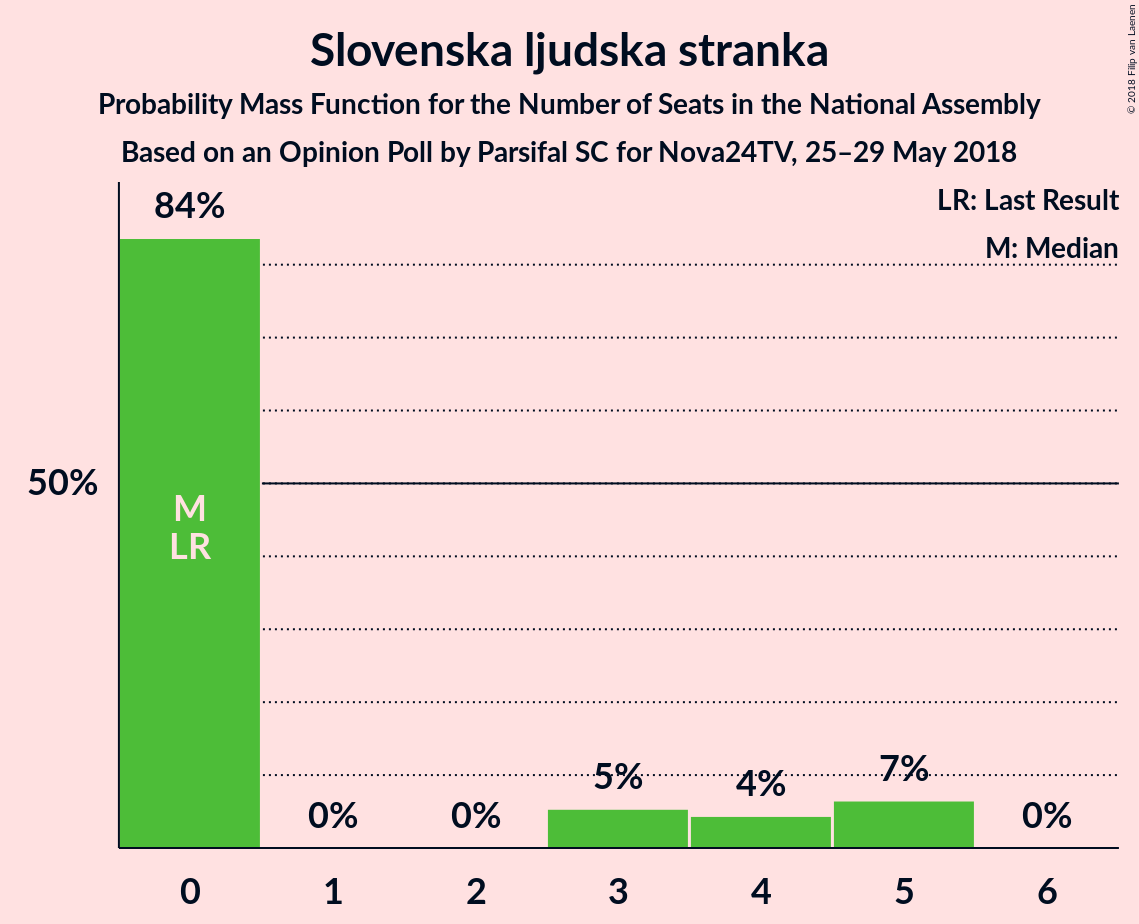 Slovenska ljudska stranka
Probability Mass Function for the Number of Seats in the National Assembly
Based on an Opinion Poll by Parsifal SC for Nova24TV, 25–29 May 2018
© 2018 Filip van Laenen
LR: Last Result
M: Median
84%
50%
M
LR
0%
0%
5%
4%
7%
0%
0
1
2
3
4
5
6